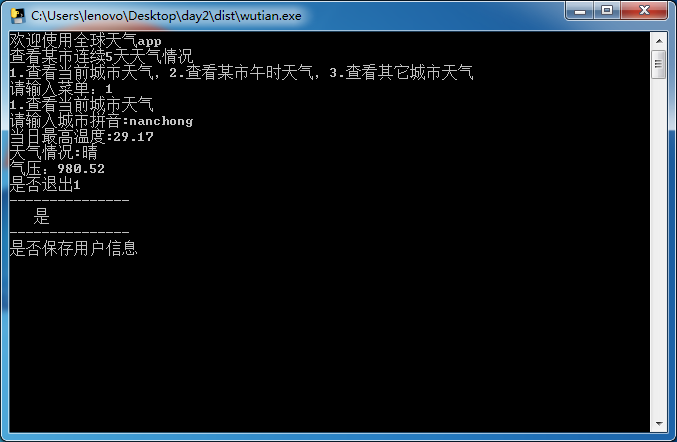 C:\Users\lenovo\Desktop\day2\dist\wutian.exe
欢迎使用全球天气app
查看某市连续5天天气情况
1.查看当前城市天气，2.查看某市午时天气，3.查看其它城市天气
请输入菜单：1
1.查看当前城市天气
请输入城市拼音:nanchong
当日最高温度:29.17
天气情况:晴
气压：980.52
是否退出1
---------------
是
---------------
是否保存用户信息